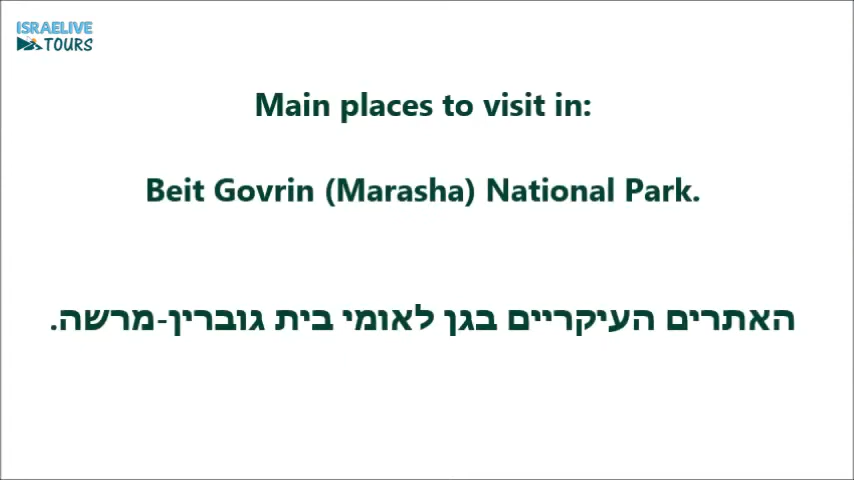 ISRAELIVE
TOURS
Main places to visit in:
Beit Govrin (Marasha) National Park.
האתרים העיקריים בגן לאומי בית גוברין-מרשה.